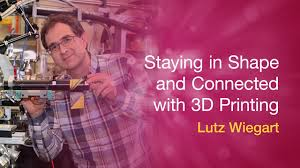 Staying in Shape
and Connected
with 3D Printing
Lutz Wiegart